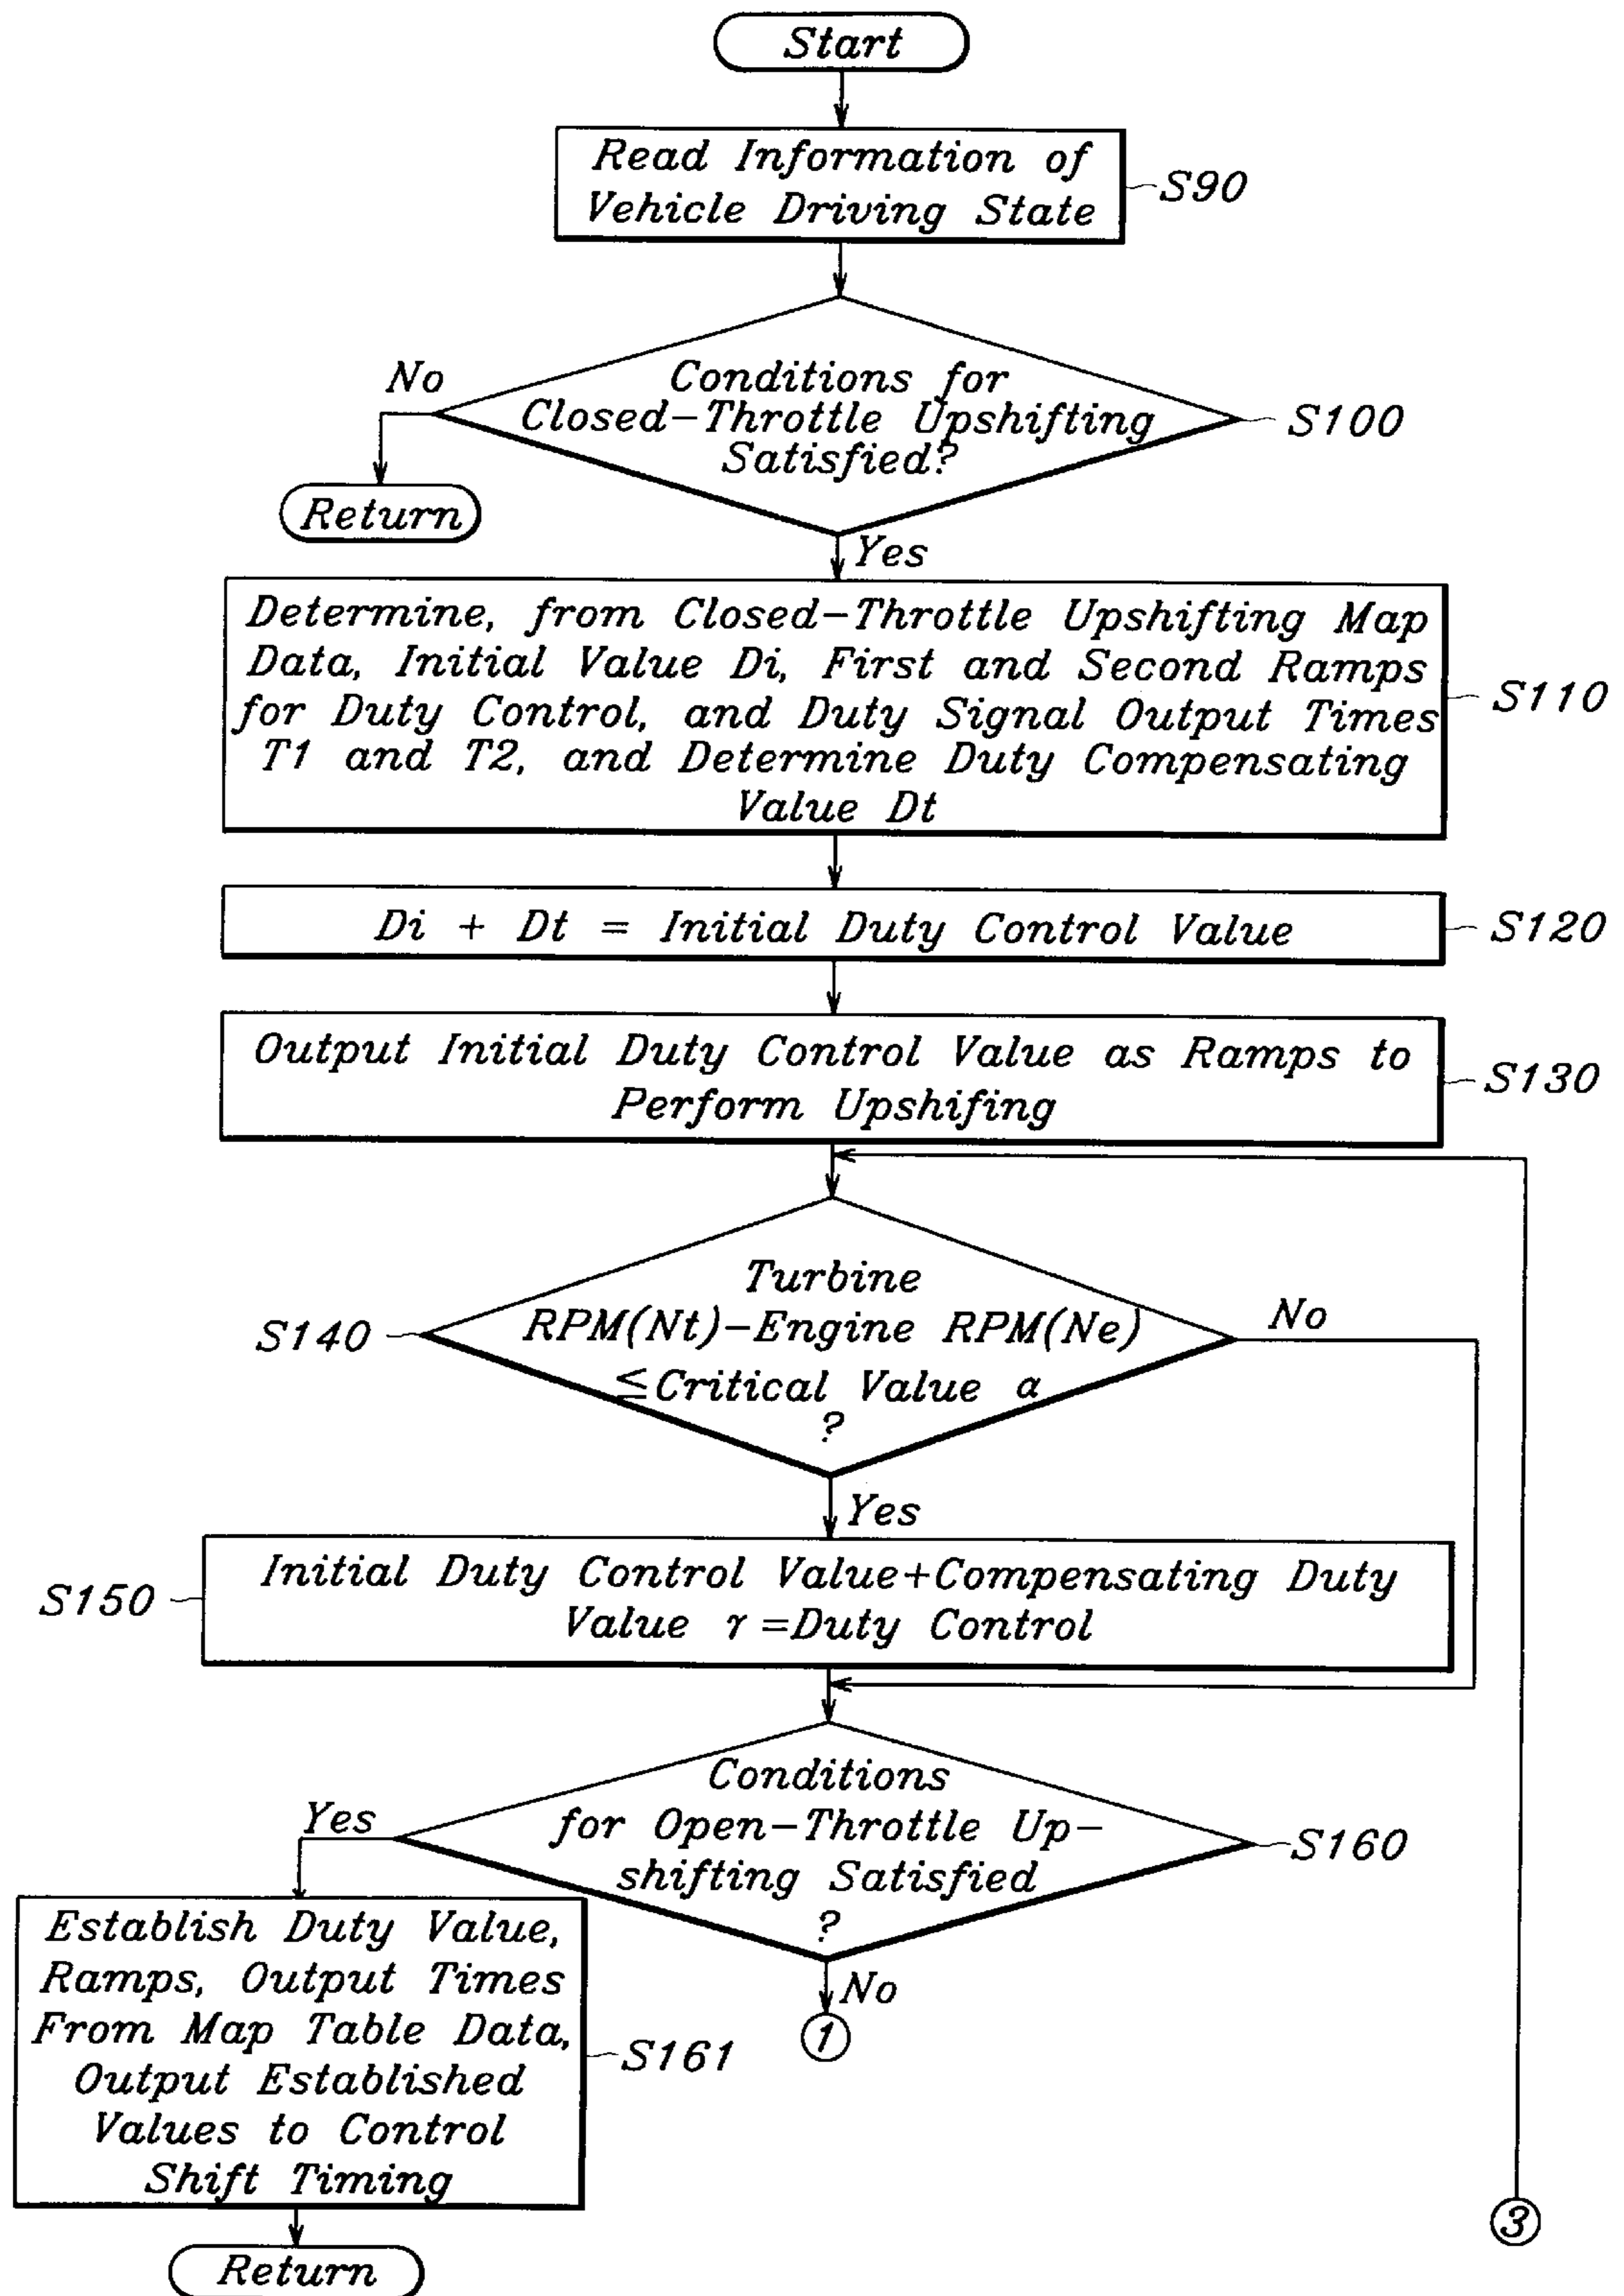 Start
Read Information of
Vehicle Driving State
S90
No
Conditions for
Closed-Throttle Upshifting
Satisfied?
S100
Return
Yes
Determine, from Closed-Throttle Upshifting Map
Data, Initial Value Di, First and Second Ramps
for Duty Control, and Duty Signal Output Times
T1 and T2, and Determine Duty Compensating
Value Dt
S110
Di + Dt = Initial Duty Control Value
S120
Output Initial Duty Control Value as Ramps to
Perform Upshifing
S130
Turbine
RPM(Nt)-Engine RPM(Ne)
≦Critical Value α
?
S140
No
Yes
Initial Duty Control Value+Compensating Duty
Value γ =Duty Control
S150
Conditions
for Open-Throttle Up-
shifting Satisfied
?
Yes
S160
No
①
Establish Duty Value,
Ramps, Output Times
From Map Table Data,
Output Established
Values to Control
Shift Timing
S161
③
Return